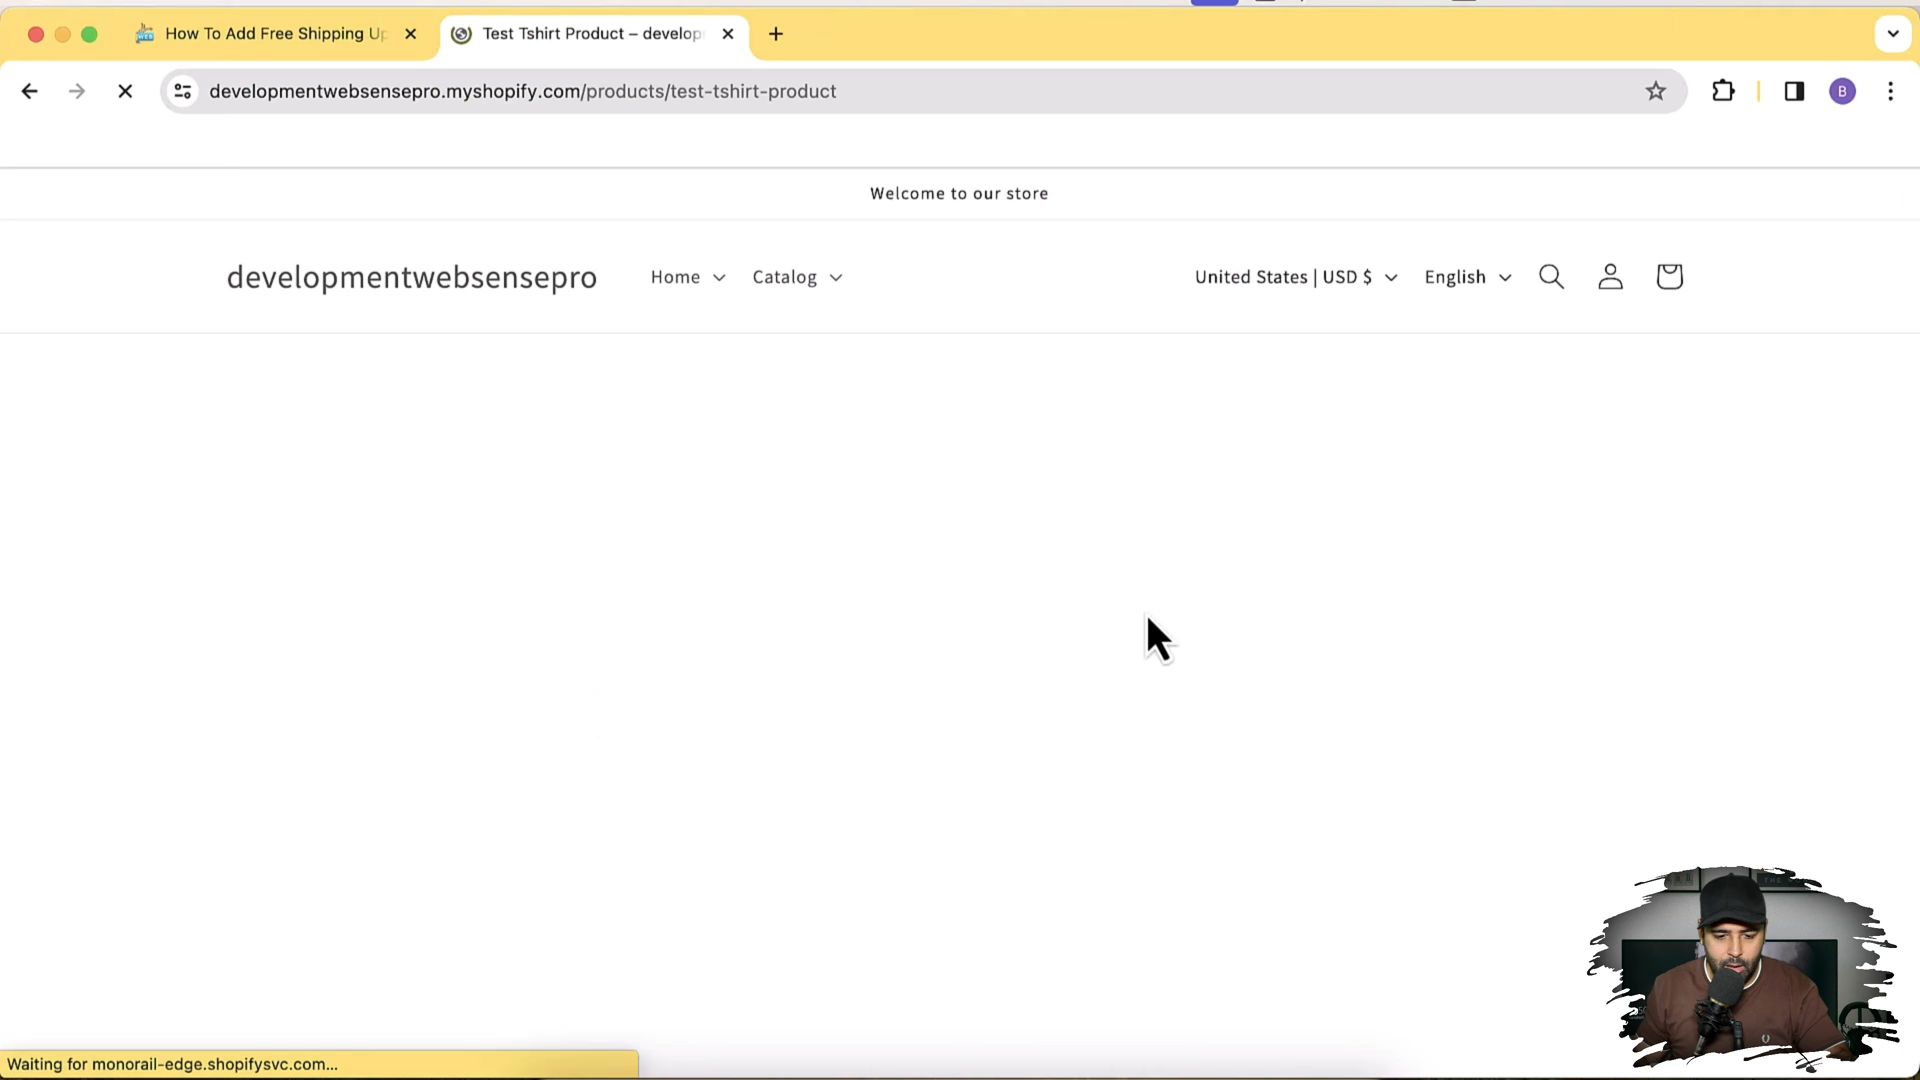 How To Add Free Shipping Up
Test Tshirt Product – develop
developmentwebsensepro.myshopify.com/products/test-tshirt-product
B
Welcome to our store
developmentwebsensepro
Home
Catalog
United States | USD $
English
Waiting for monorail-edge.shopifysvc.com...